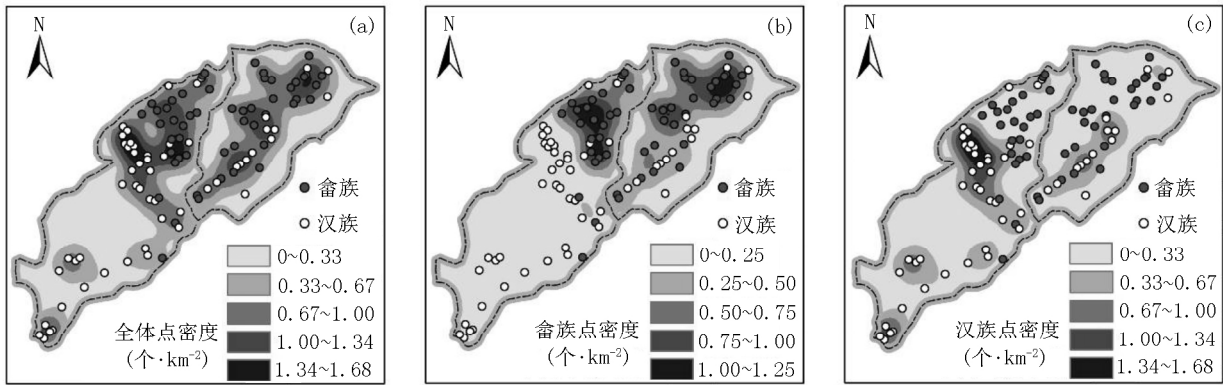 N
(a)
畲族
汉族
0~0.33
0.33~0.67
0.67~1.00
1.00~1.34
1.34~1.68
全体点密度
(个·km⁻²)
N
(b)
畲族
汉族
0~0.25
0.25~0.50
0.50~0.75
0.75~1.00
1.00~1.25
畲族点密度
(个·km⁻²)
N
(c)
畲族
汉族
0~0.33
0.33~0.67
0.67~1.00
1.00~1.34
1.34~1.68
汉族点密度
(个·km⁻²)